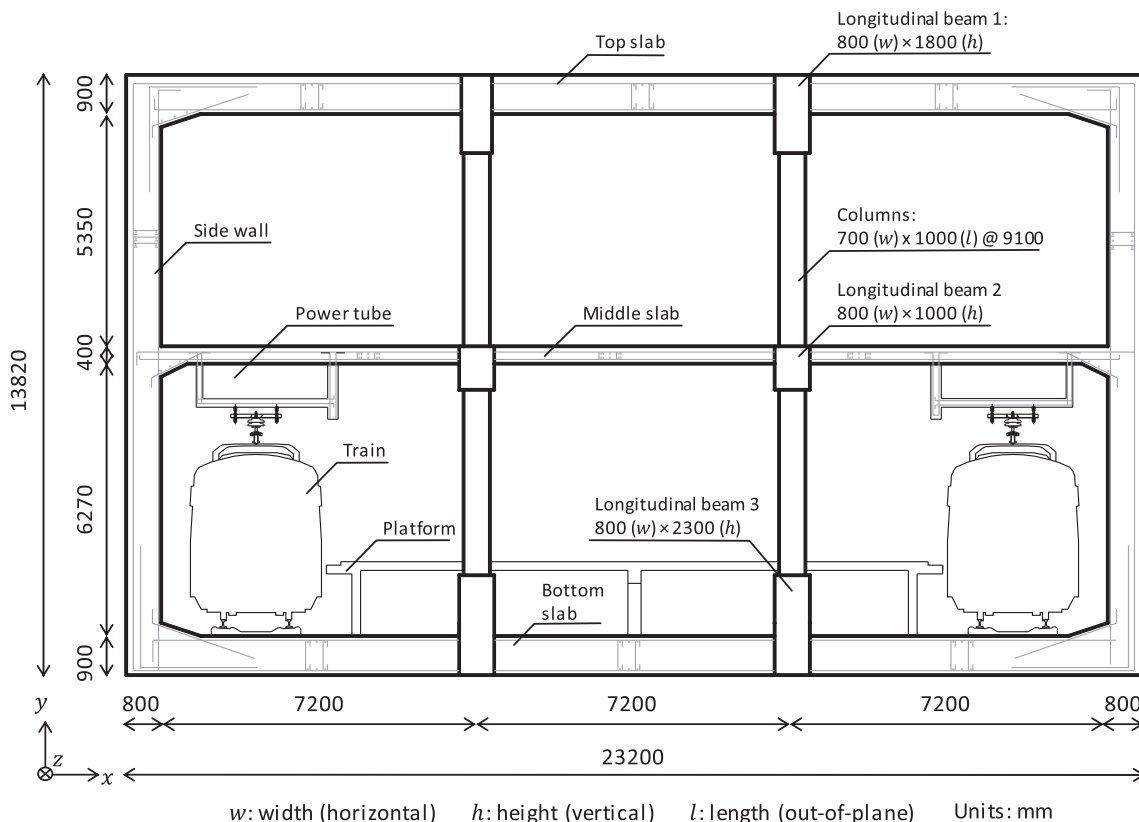 Longitudinal beam 1:
800 (w) × 1800 (h)
Top slab
900
5350
Side wall
Columns:
700 (w) x 1000 (l) @ 9100
Longitudinal beam 2
800 (w) × 1000 (h)
Power tube
Middle slab
400
13820
Train
6270
Longitudinal beam 3
800 (w) × 2300 (h)
Platform
Bottom
slab
900
800
7200
7200
7200
800
y
z
x
23200
w: width (horizontal) h: height (vertical) l: length (out-of-plane) Units: mm